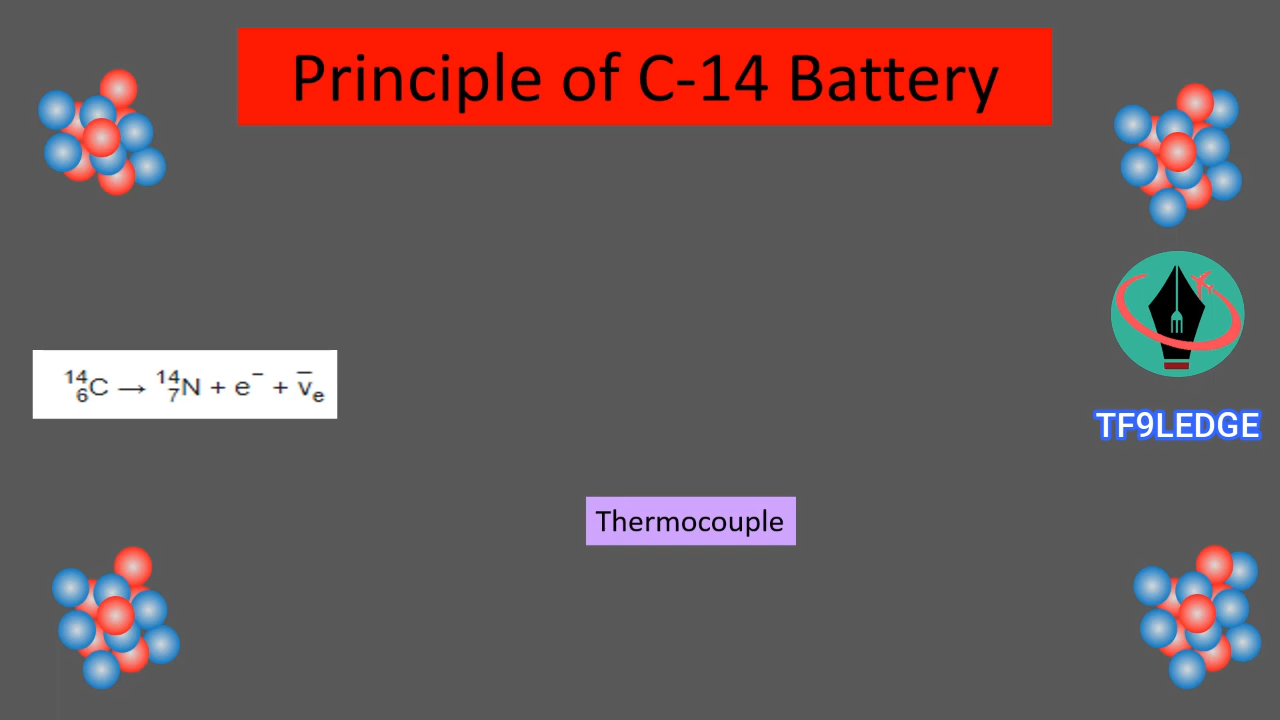 Principle of C-14 Battery
¹⁴₆C → ¹⁴₇N + e⁻ + ν̅ₑ
TF9LEDGE
Thermocouple